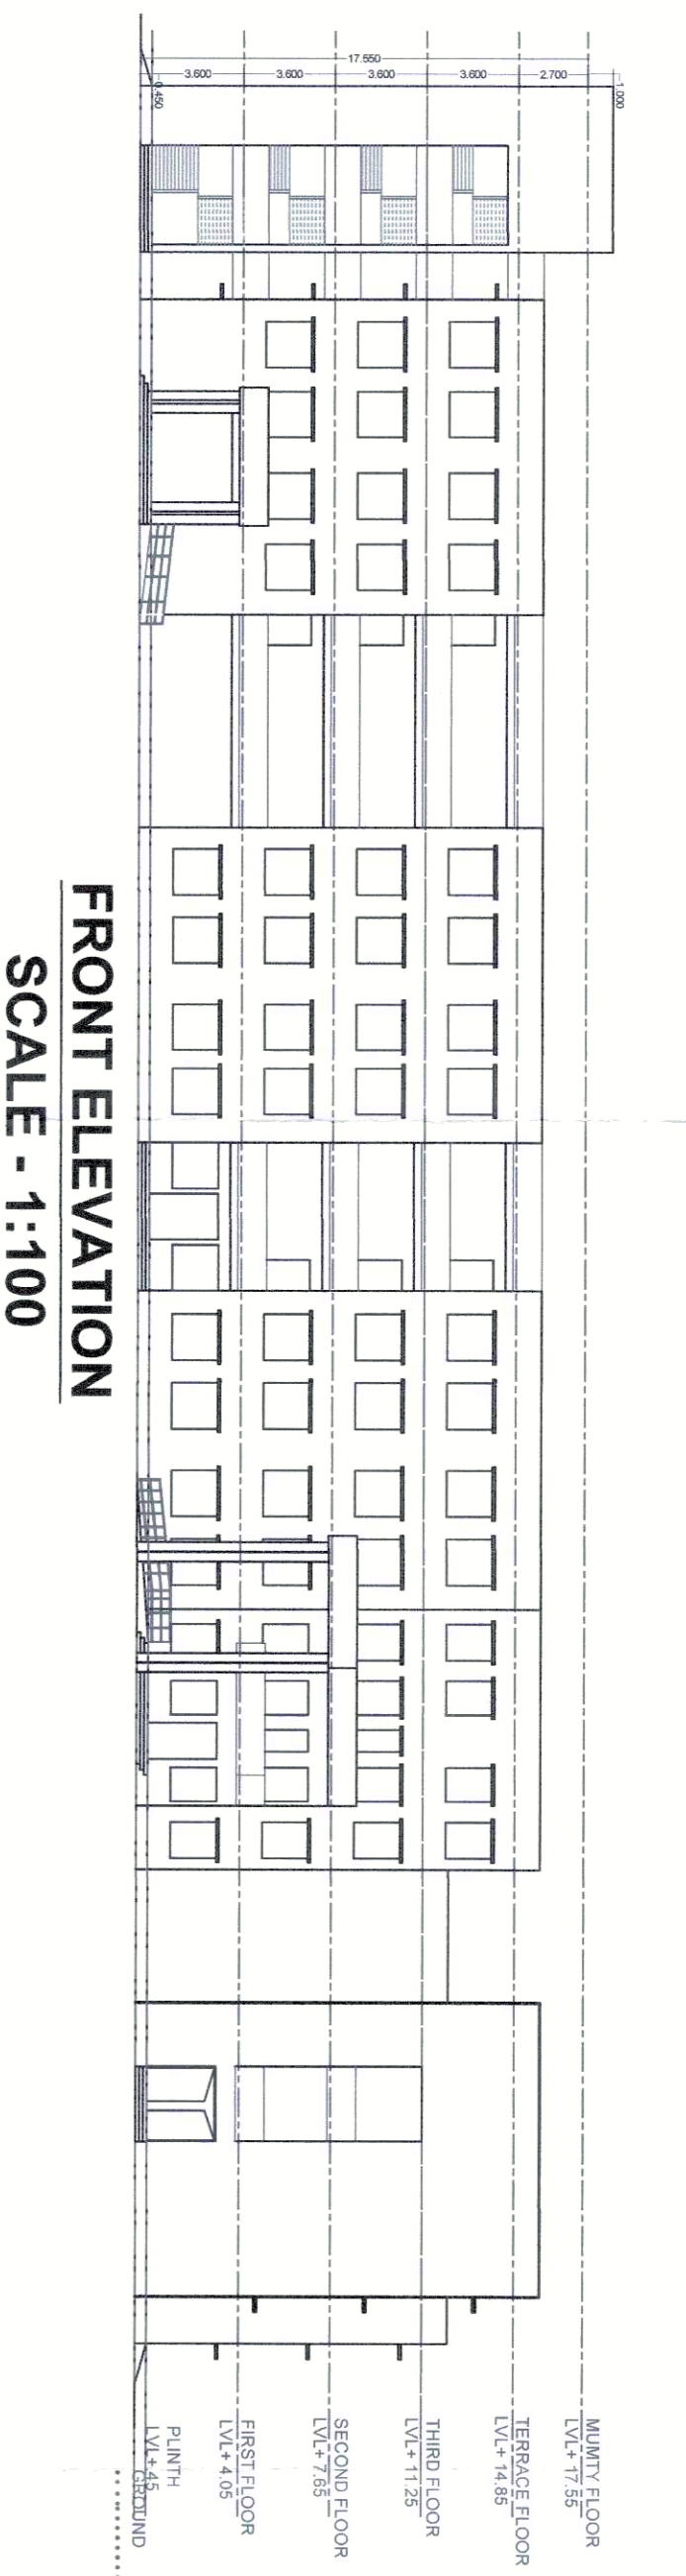 17.550
3.600
3.600
3.600
3.600
2.700
1.000
0.450
MUMTY FLOOR
LVL+ 17.55
TERRACE FLOOR
LVL+ 14.85
THIRD FLOOR
LVL+ 11.25
SECOND FLOOR
LVL+ 7.65
FIRST FLOOR
LVL+ 4.05
PLINTH
LVL+.45
GROUND
FRONT ELEVATION
SCALE - 1:100